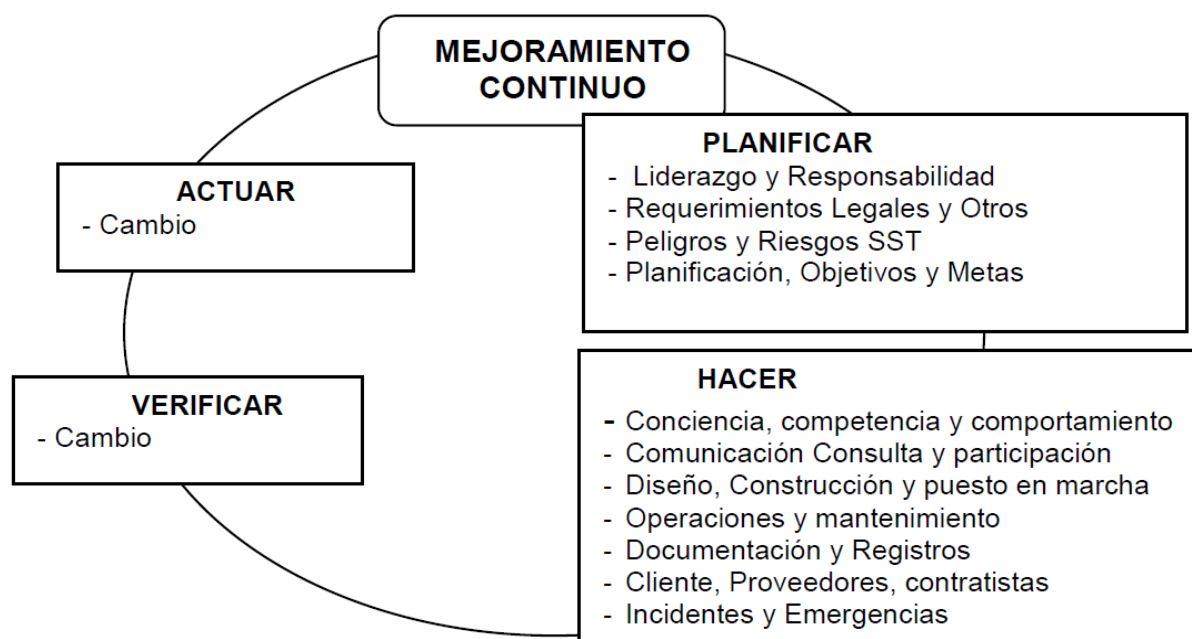 MEJORAMIENTO
CONTINUO
PLANIFICAR
- Liderazgo y Responsabilidad
- Requerimientos Legales y Otros
- Peligros y Riesgos SST
- Planificación, Objetivos y Metas
HACER
- Conciencia, competencia y comportamiento
- Comunicación Consulta y participación
- Diseño, Construcción y puesto en marcha
- Operaciones y mantenimiento
- Documentación y Registros
- Cliente, Proveedores, contratistas
- Incidentes y Emergencias
VERIFICAR
- Cambio
ACTUAR
- Cambio